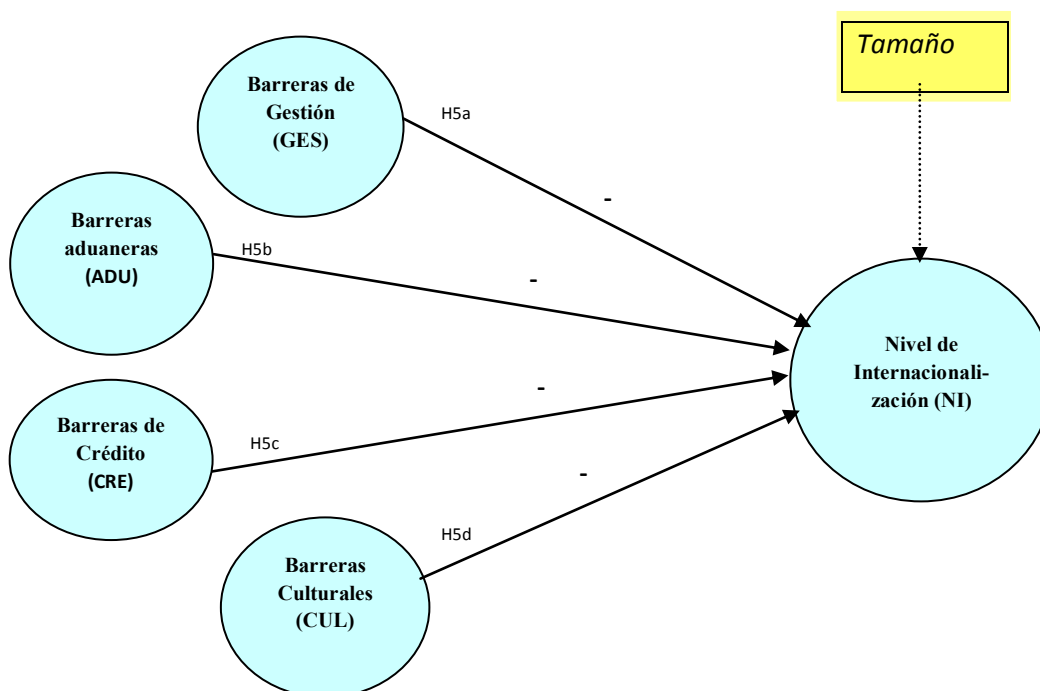 Tamaño
Barreras de
Gestión
(GES)
H5a
-
Barreras
aduaneras
(ADU)
H5b
-
Nivel de
Internacionali-
zación (NI)
Barreras de
Crédito
(CRE)
H5c
-
Barreras
Culturales
(CUL)
H5d
-